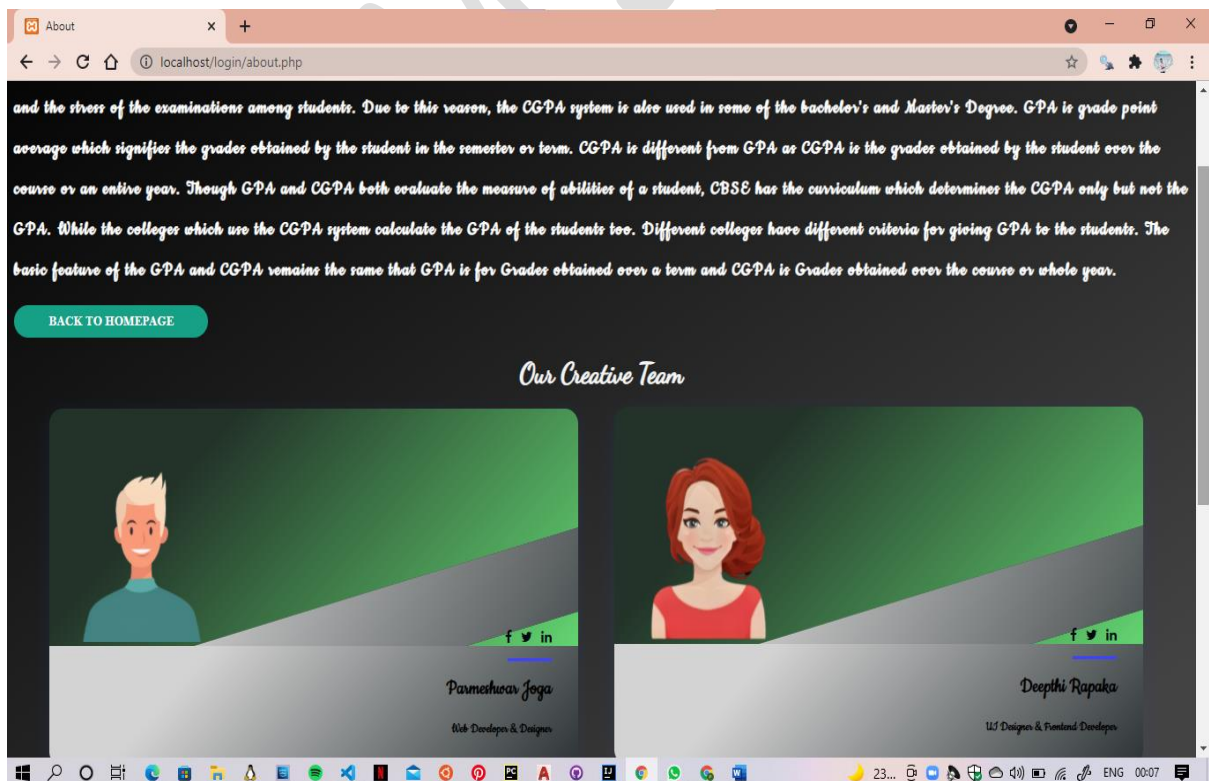 About
localhost/login/about.php
and the stress of the examinations among students. Due to this reason, the CGPA system is also used in some of the bachelor's and Master's Degree. GPA is grade point
average which signifies the grades obtained by the student in the semester or term. CGPA is different from GPA as CGPA is the grades obtained by the student over the
course or an entire year. Though GPA and CGPA both evaluate the measure of abilities of a student, CBSE has the curriculum which determines the CGPA only but not the
GPA. While the colleges which use the CGPA system calculate the GPA of the students too. Different colleges have different criteria for giving GPA to the students. The
basic feature of the GPA and CGPA remains the same that GPA is for Grades obtained over a term and CGPA is Grades obtained over the course or whole year.
BACK TO HOMEPAGE
Our Creative Team
f in
f in
Parmeshwar Joga
Deepthi Rapaka
Web Developer & Designer
UI Designer & Frontend Developer
23... ENG 00:07